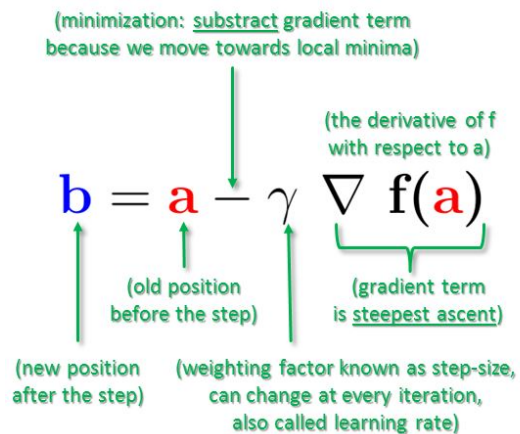 (minimization: substract gradient term
because we move towards local minima)
(the derivative of f
with respect to a)
b = a − γ ∇ f(a)
(old position
before the step)
(gradient term
is steepest ascent)
(new position
after the step)
(weighting factor known as step-size,
can change at every iteration,
also called learning rate)